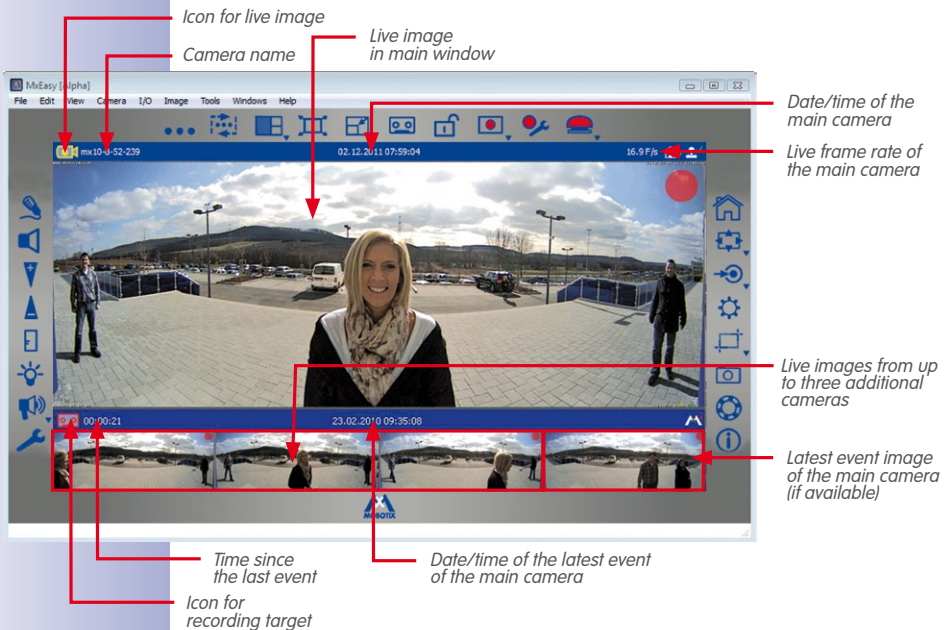 Icon for live image
Camera name
Live image
in main window
MxEasy [Alpha]
File Edit View Camera I/O Image Tools Windows Help
Date/time of the
main camera
mx10-8-52-239
02.12.2011 07:59:04
16.9 F/s
Live frame rate of
the main camera
Live images from up
to three additional
cameras
00:00:21
23.02.2010 09:35:08
Latest event image
of the main camera
(if available)
MOBOTIX
Time since
the last event
Date/time of the latest event
of the main camera
Icon for
recording target